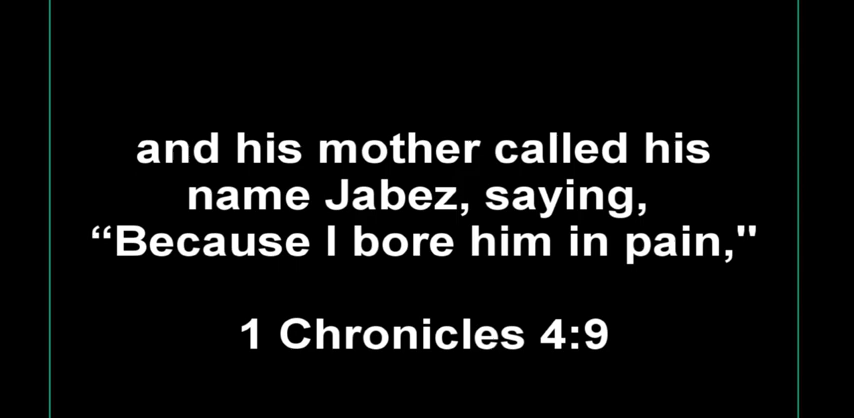 and his mother called his
name Jabez, saying,
“Because I bore him in pain,"
1 Chronicles 4:9